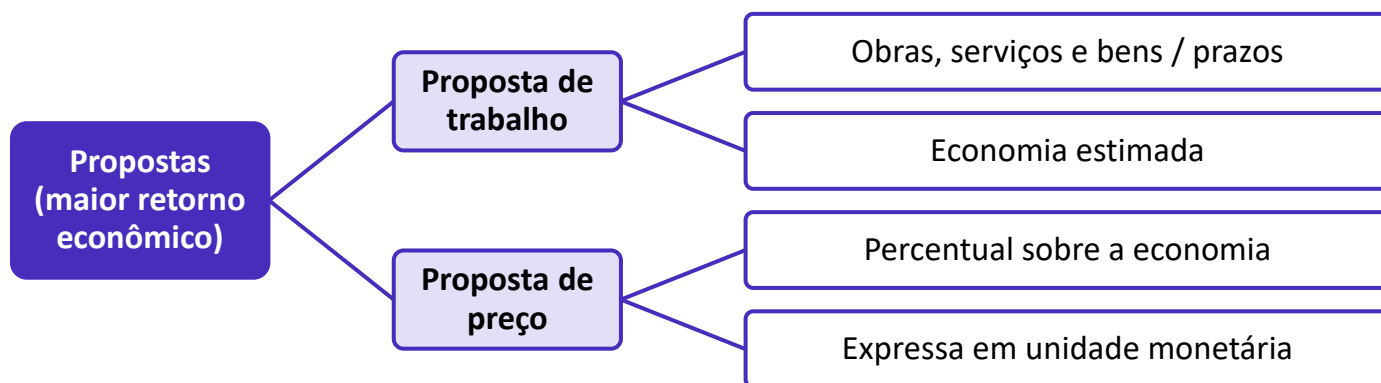 Propostas
(maior retorno
econômico)
Proposta de
trabalho
Obras, serviços e bens / prazos
Economia estimada
Proposta de
preço
Percentual sobre a economia
Expressa em unidade monetária